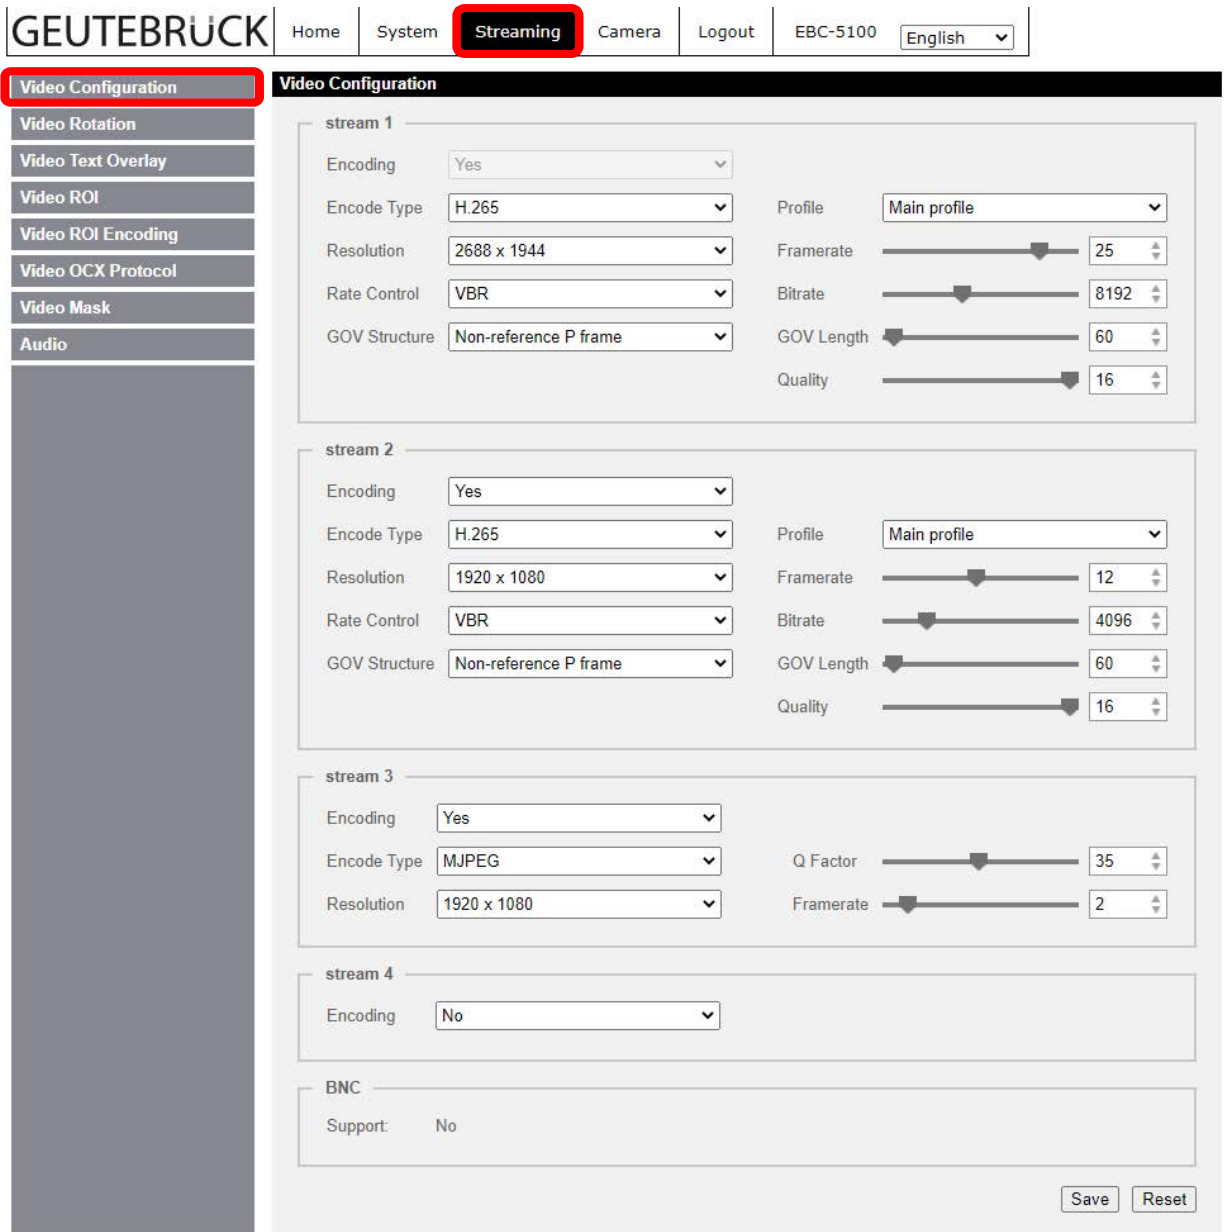 GEUTEBRÜCK Home System Streaming Camera Logout EBC-5100 English
Video Configuration
Video Rotation
Video Text Overlay
Video ROI
Video ROI Encoding
Video OCX Protocol
Video Mask
Audio
Video Configuration
stream 1
Encoding Yes
Encode Type H.265 Profile Main profile
Resolution 2688 x 1944 Framerate 25
Rate Control VBR Bitrate 8192
GOV Structure Non-reference P frame GOV Length 60
Quality 16
stream 2
Encoding Yes
Encode Type H.265 Profile Main profile
Resolution 1920 x 1080 Framerate 12
Rate Control VBR Bitrate 4096
GOV Structure Non-reference P frame GOV Length 60
Quality 16
stream 3
Encoding Yes
Encode Type MJPEG Q Factor 35
Resolution 1920 x 1080 Framerate 2
stream 4
Encoding No
BNC
Support: No
Save Reset